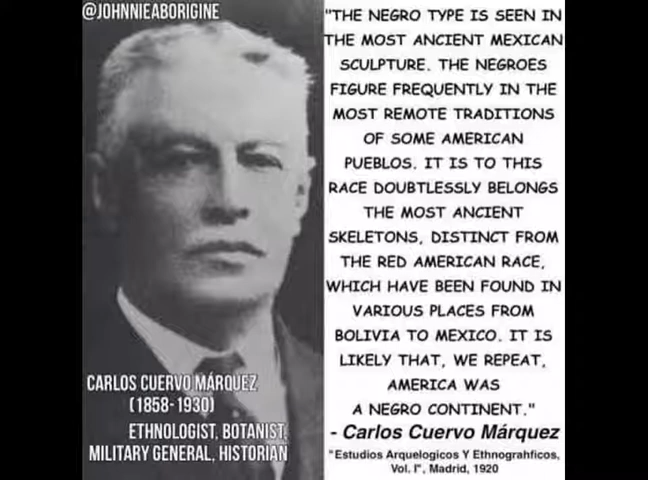 @JOHNNIEABORIGINE
CARLOS CUERVO MÁRQUEZ
(1858-1930)
ETHNOLOGIST, BOTANIST,
MILITARY GENERAL, HISTORIAN
"THE NEGRO TYPE IS SEEN IN
THE MOST ANCIENT MEXICAN
SCULPTURE. THE NEGROES
FIGURE FREQUENTLY IN THE
MOST REMOTE TRADITIONS
OF SOME AMERICAN
PUEBLOS. IT IS TO THIS
RACE DOUBTLESSLY BELONGS
THE MOST ANCIENT
SKELETONS, DISTINCT FROM
THE RED AMERICAN RACE,
WHICH HAVE BEEN FOUND IN
VARIOUS PLACES FROM
BOLIVIA TO MEXICO. IT IS
LIKELY THAT, WE REPEAT,
AMERICA WAS
A NEGRO CONTINENT."
- Carlos Cuervo Márquez
"Estudios Arquelogicos Y Ethnograhficos,
Vol. I", Madrid, 1920